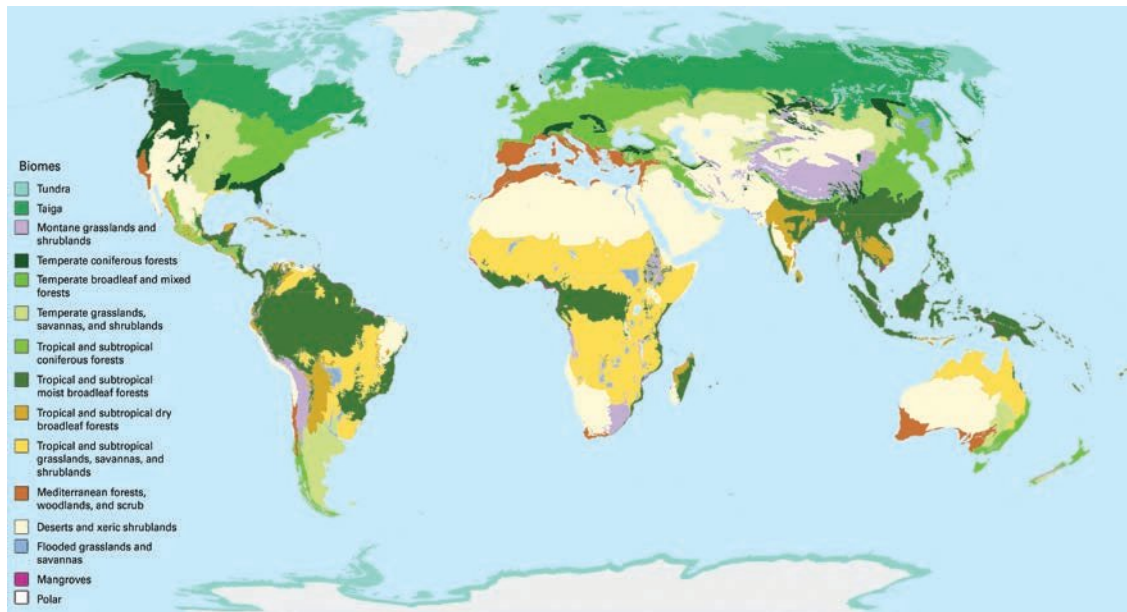 Biomes
Tundra
Taiga
Montane grasslands and
shrublands
Temperate coniferous forests
Temperate broadleaf and mixed
forests
Temperate grasslands,
savannas, and shrublands
Tropical and subtropical
coniferous forests
Tropical and subtropical
moist broadleaf forests
Tropical and subtropical dry
broadleaf forests
Tropical and subtropical
grasslands, savannas, and
shrublands
Mediterranean forests,
woodlands, and scrub
Deserts and xeric shrublands
Flooded grasslands and
savannas
Mangroves
Polar